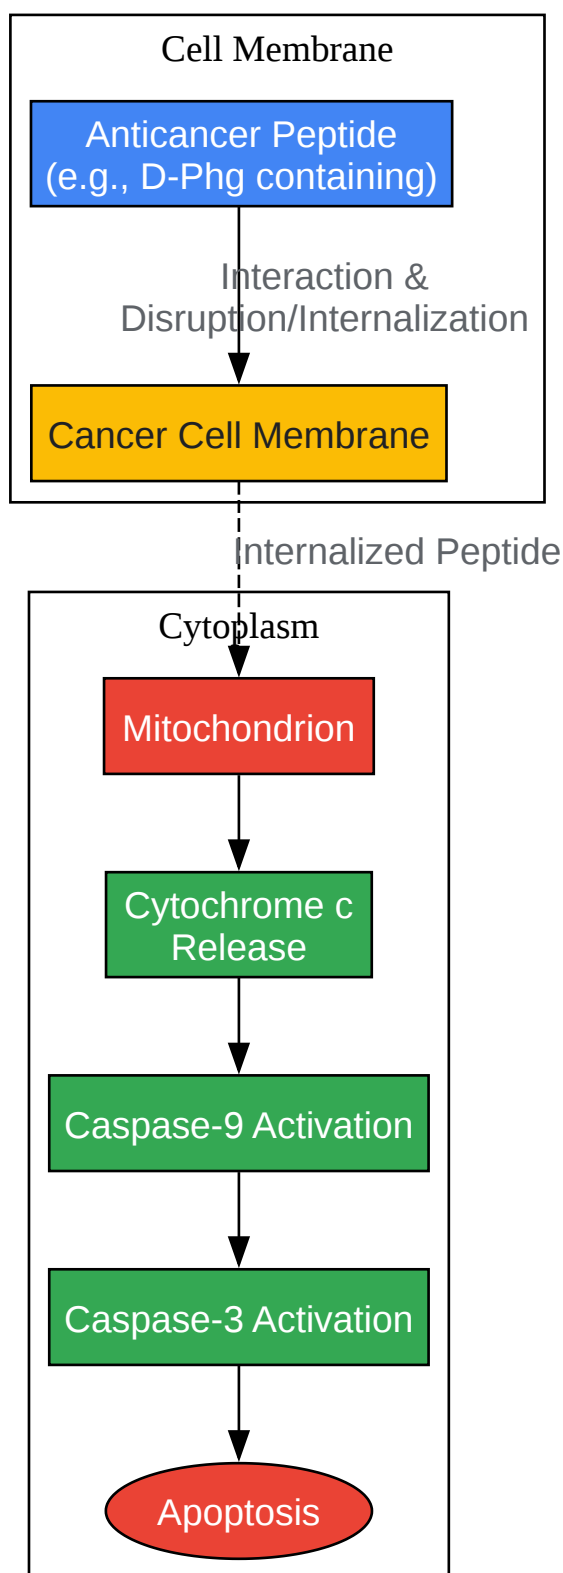 Cell Membrane
Anticancer Peptide
(e.g., D-Phg containing)
Interaction &
Disruption/Internalization
Cancer Cell Membrane
Internalized Peptide
Cytoplasm
Mitochondrion
Cytochrome c
Release
Caspase-9 Activation
Caspase-3 Activation
Apoptosis